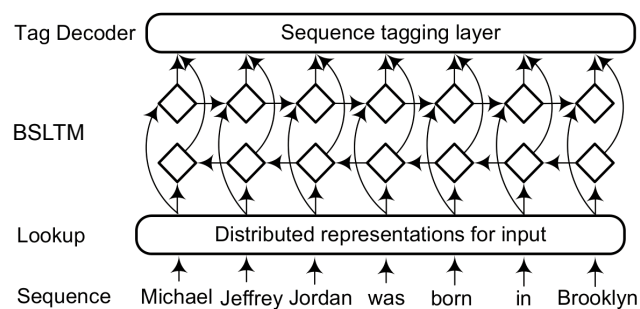 Tag Decoder Sequence tagging layer
BSLTM
Lookup Distributed representations for input
Sequence Michael Jeffrey Jordan was born in Brooklyn